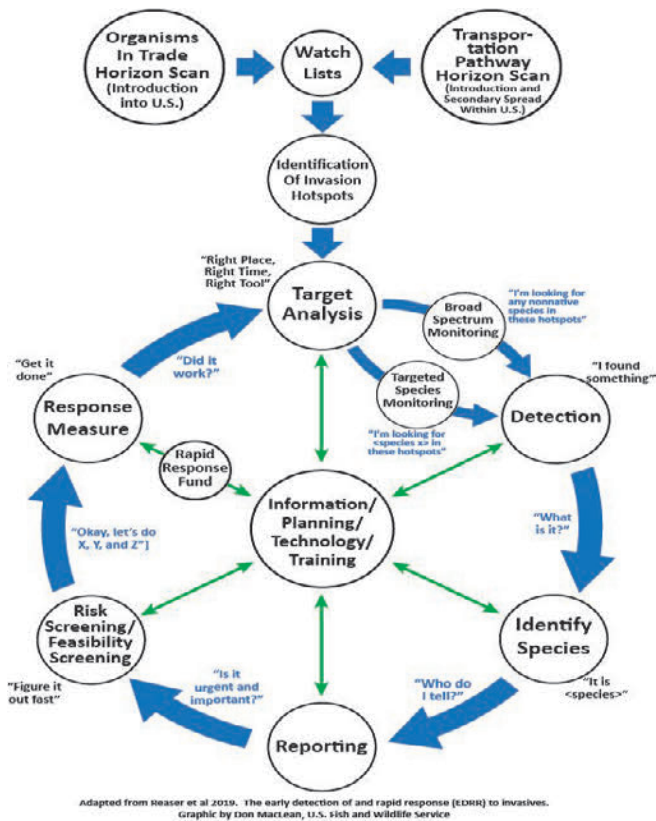 Organisms
In Trade
Horizon Scan
(Introduction
into U.S.)
Watch
Lists
Transpor-
tation
Pathway
Horizon Scan
(Introduction and
Secondary Spread
Within U.S.)
Identification
Of Invasion
Hotspots
"Right Place,
Right Time,
Right Tool"
Target
Analysis
"I'm looking for
any nonnative
species in
these hotspots"
Broad
Spectrum
Monitoring
Targeted
Species
Monitoring
"I'm looking for
<species x> in
these hotspots"
"I found
something"
Detection
"What
is it?"
Identify
Species
"It is
<species>"
"Who do
I tell?"
Reporting
"Is it
urgent and
important?"
Risk
Screening/
Feasibility
Screening
"Figure it
out fast"
"Okay, let's do
X, Y, and Z"]
"Get it
done"
Response
Measure
"Did it
work?"
Rapid
Response
Fund
Information/
Planning/
Technology/
Training
Adapted from Reaser et al 2019. The early detection of and rapid response (EDRR) to invasives.
Graphic by Don MacLean, U.S. Fish and Wildlife Service